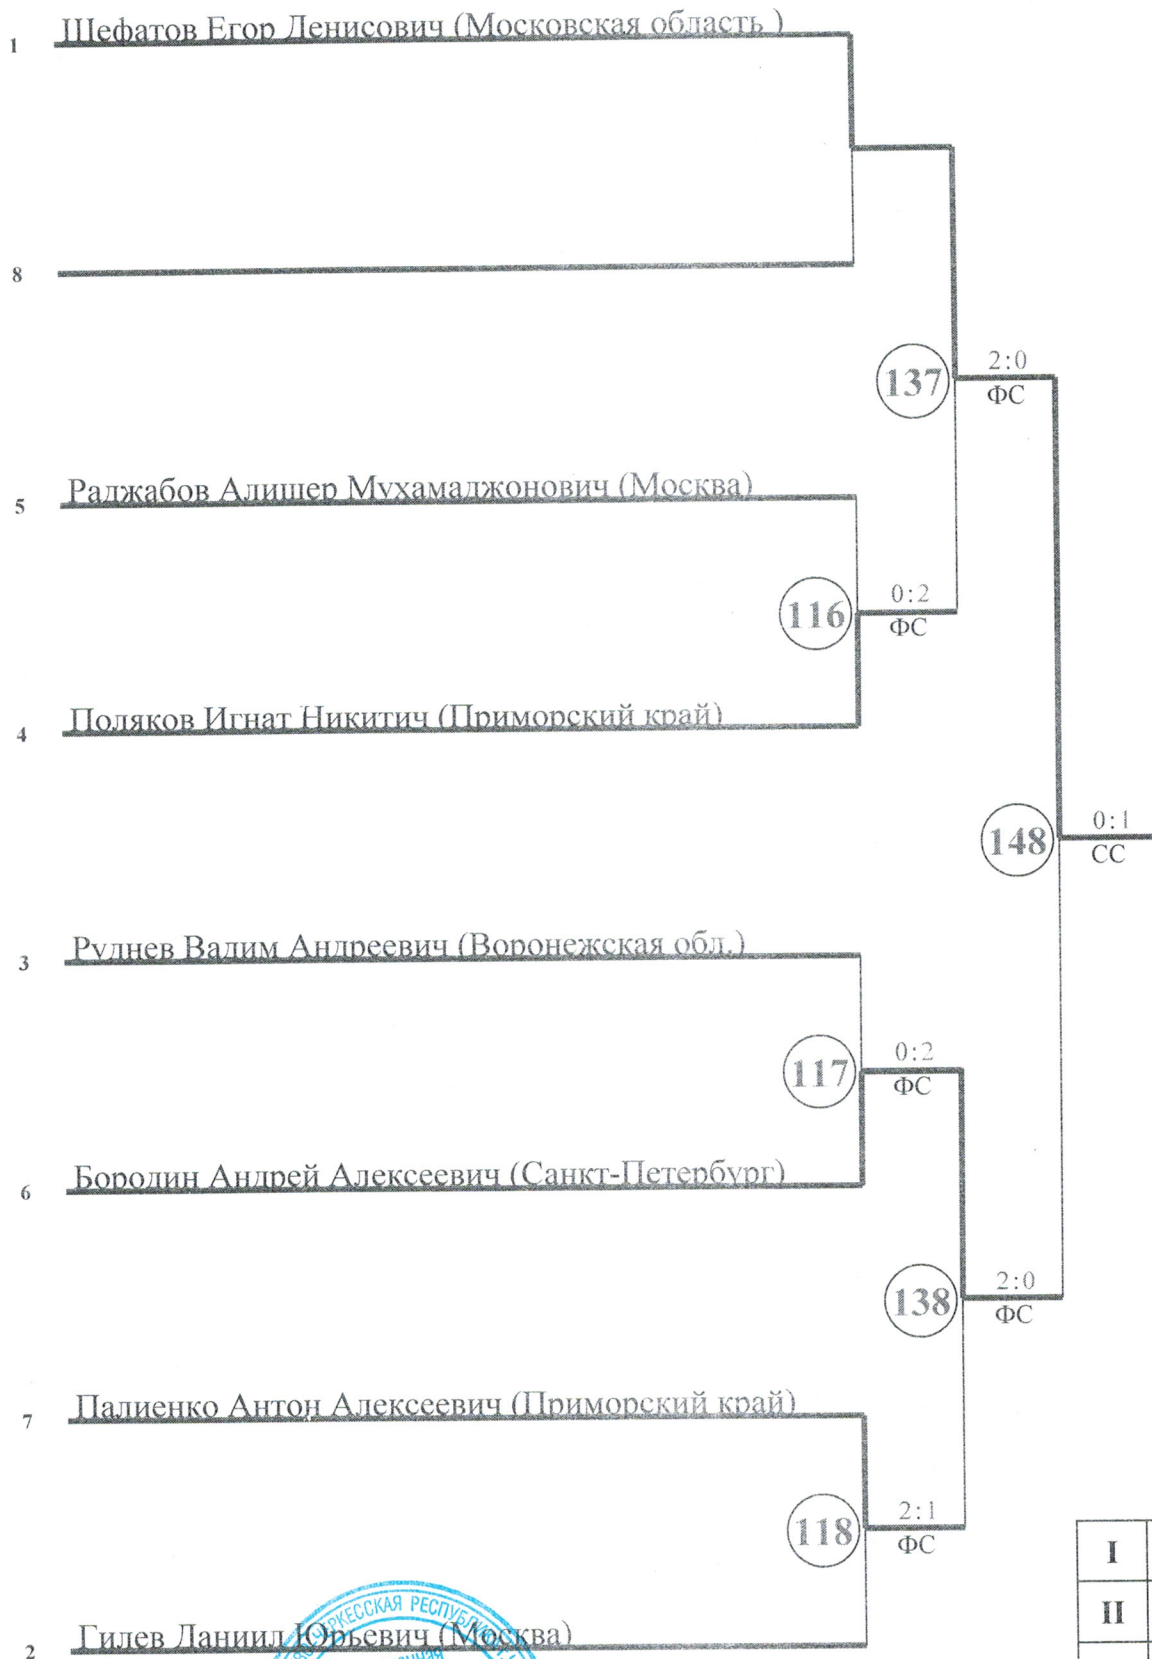 1 Шефатов Егор Денисович (Московская область )
8
137 2:0
ФС
5 Раджабов Алишер Мухамаджонович (Москва)
116 0:2
ФС
4 Поляков Игнат Никитич (Приморский край)
148 0:1
СС
3 Руднев Вадим Андреевич (Воронежская обл.)
117 0:2
ФС
6 Бородин Андрей Алексеевич (Санкт-Петербург)
138 2:0
ФС
7 Палиенко Антон Алексеевич (Приморский край)
118 2:1
ФС
I
II
2 Гилев Даниил Юрьевич (Москва)
ЧЕРКЕССКАЯ